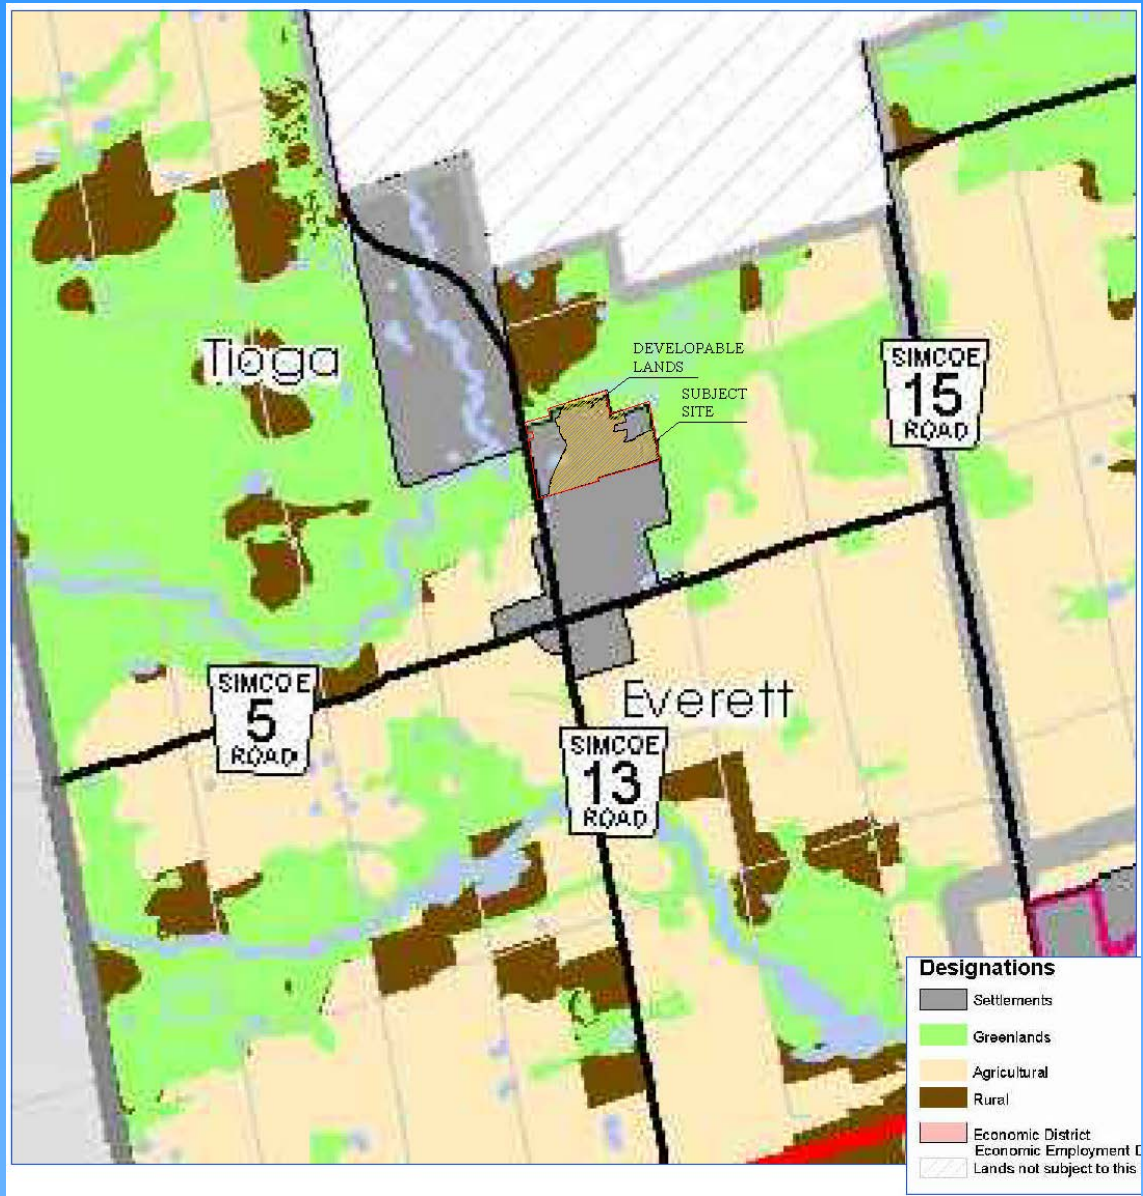 DEVELOPABLE
LANDS
SIMCOE
15
ROAD
Tioga
SUBJECT
SITE
SIMCOE
5
ROAD
Everett
SIMCOE
13
ROAD
Designations
Settlements
Greenlands
Agricultural
Rural
Economic District
Economic Employment D
Lands not subject to this